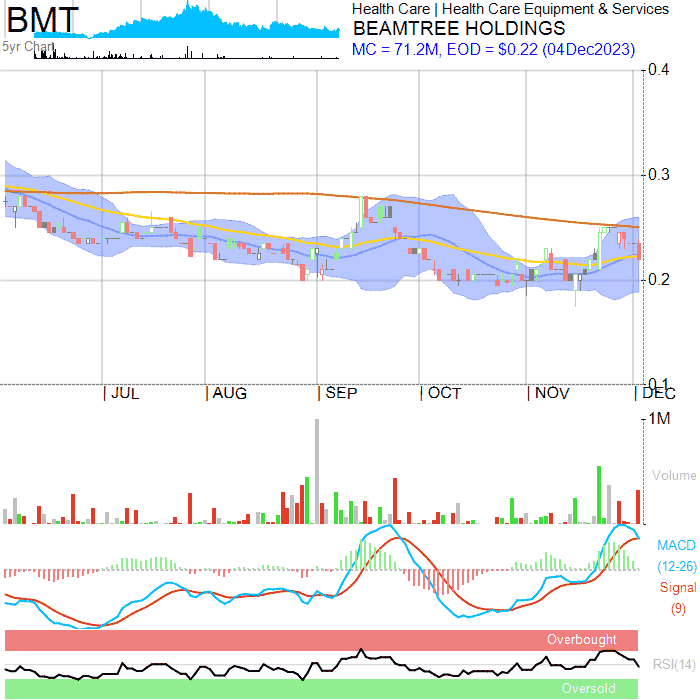 BMT
5yr Chart
Health Care | Health Care Equipment & Services
BEAMTREE HOLDINGS
MC = 71.2M, EOD = $0.22 (04Dec2023)
0.4
0.3
0.2
0.1
JUL AUG SEP OCT NOV DEC
1M
Volume
MACD
(12-26)
Signal
(9)
Overbought
RSI(14)
Oversold